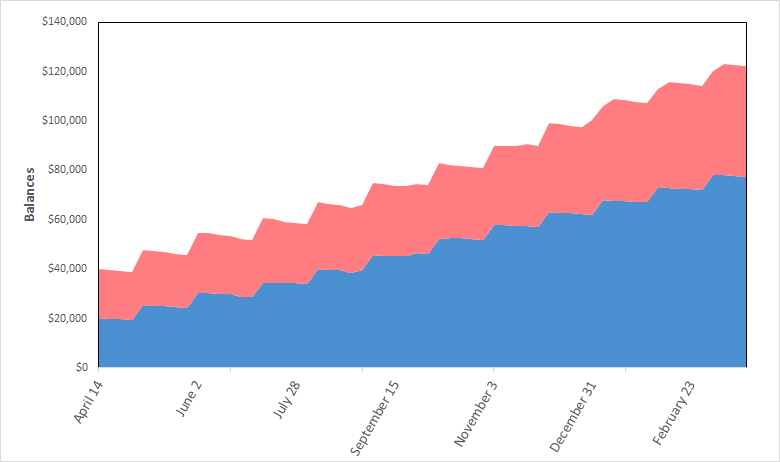 $140,000
$120,000
$100,000
$80,000
$60,000
$40,000
$20,000
$0
Balances
April 14
June 2
July 28
September 15
November 3
December 31
February 23